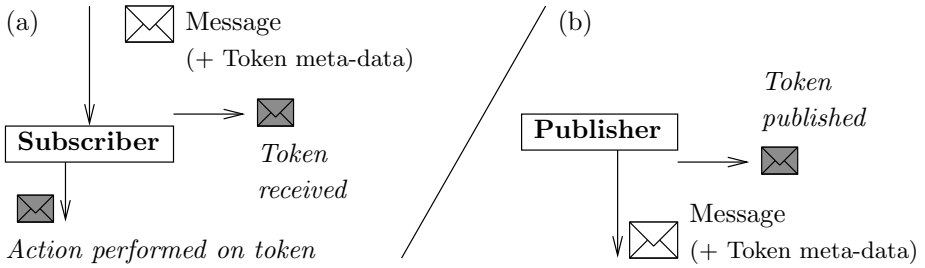 (a)
Message
(+ Token meta-data)
Subscriber
Token
received
Action performed on token
(b)
Token
published
Publisher
Message
(+ Token meta-data)